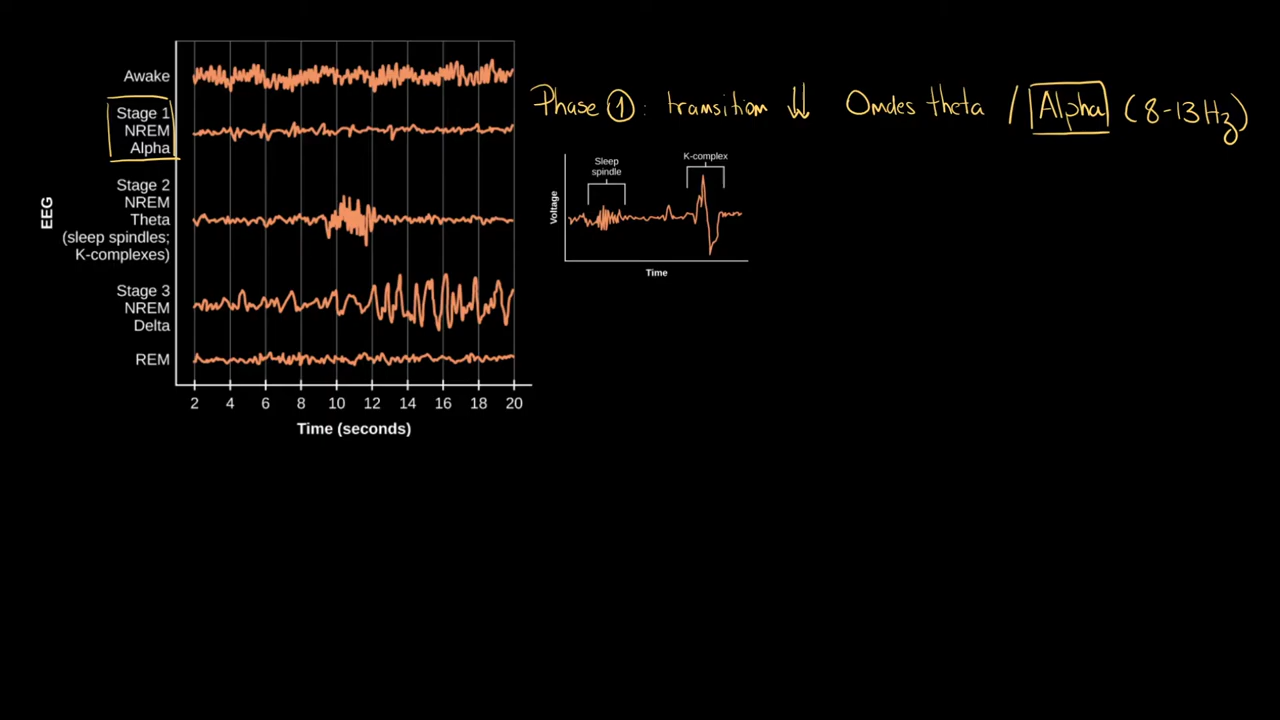 Awake
Stage 1
NREM
Alpha
Stage 2
NREM
Theta
(sleep spindles;
K-complexes)
Stage 3
NREM
Delta
REM
EEG
2 4 6 8 10 12 14 16 18 20
Time (seconds)
Phase 1 : transition ↓↓ Omdes theta / Alpha (8-13Hz)
Sleep
spindle
K-complex
Voltage
Time